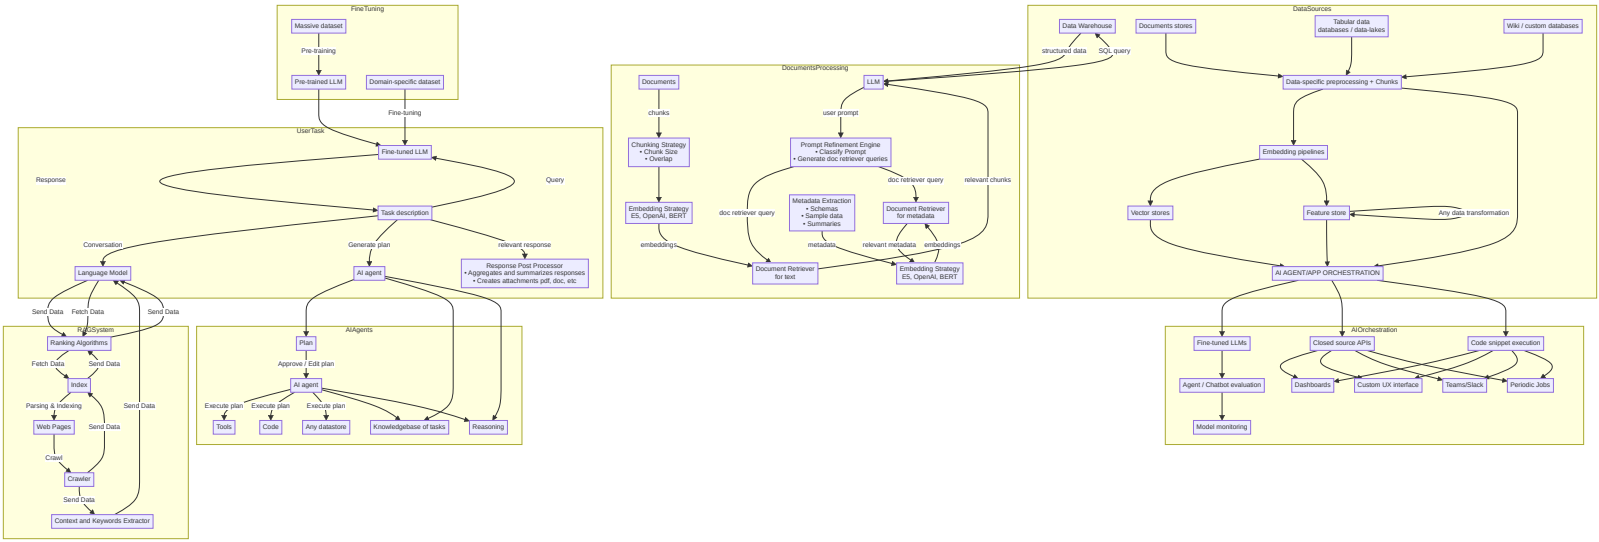 FineTuning
Massive dataset
Pre-training
Pre-trained LLM
Domain-specific dataset
Fine-tuning
UserTask
Fine-tuned LLM
Response
Query
Task description
Conversation
Generate plan
relevant response
Language Model
AI agent
Response Post Processor
• Aggregates and summarizes responses
• Creates attachments pdf, doc, etc
Send Data
Fetch Data
Send Data
RAGSystem
Ranking Algorithms
Fetch Data
Send Data
Index
Parsing & Indexing
Send Data
Web Pages
Send Data
Crawl
Crawler
Send Data
Context and Keywords Extractor
AIAgents
Plan
Approve / Edit plan
AI agent
Execute plan
Execute plan
Execute plan
Tools
Code
Any datastore
Knowledgebase of tasks
Reasoning
DocumentsProcessing
Documents
LLM
chunks
user prompt
Chunking Strategy
• Chunk Size
• Overlap
Prompt Refinement Engine
• Classify Prompt
• Generate doc retriever queries
doc retriever query
relevant chunks
Embedding Strategy
E5, OpenAI, BERT
doc retriever query
Metadata Extraction
• Schemas
• Sample data
• Summaries
Document Retriever
for metadata
embeddings
metadata
relevant metadata
embeddings
Document Retriever
for text
Embedding Strategy
E5, OpenAI, BERT
DataSources
Data Warehouse
Documents stores
Tabular data
databases / data-lakes
Wiki / custom databases
structured data
SQL query
Data-specific preprocessing + Chunks
Embedding pipelines
Vector stores
Feature store
Any data transformation
AI AGENT/APP ORCHESTRATION
AIOrchestration
Fine-tuned LLMs
Closed source APIs
Code snippet execution
Agent / Chatbot evaluation
Dashboards
Custom UX interface
Teams/Slack
Periodic Jobs
Model monitoring